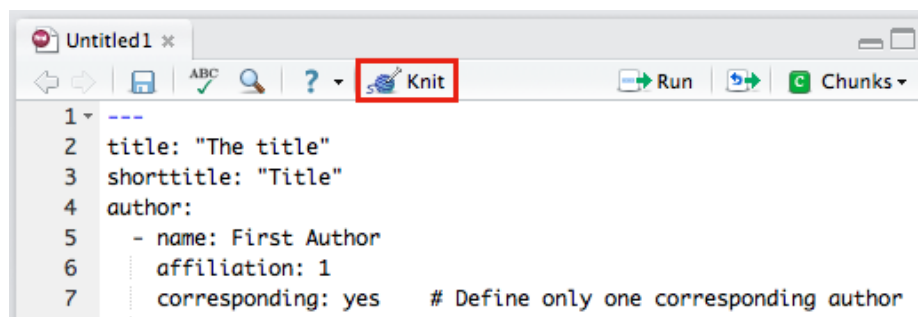 Untitled1
ABC ? Knit Run C Chunks
1 ---
2 title: "The title"
3 shorttitle: "Title"
4 author:
5 - name: First Author
6 affiliation: 1
7 corresponding: yes # Define only one corresponding author